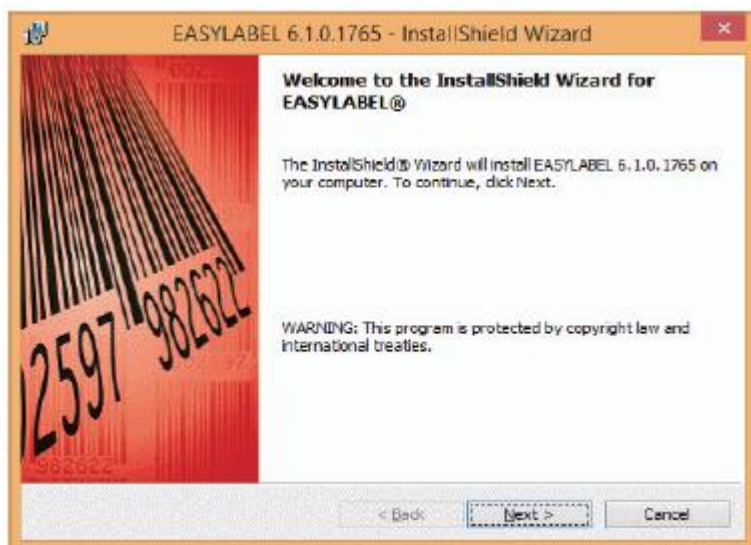 EASYLABEL 6.1.0.1765 - InstallShield Wizard
Welcome to the InstallShield Wizard for
EASYLABEL®
The InstallShield® Wizard will install EASYLABEL 6.1.0.1765 on
your computer. To continue, click Next.
WARNING: This program is protected by copyright law and
international treaties.
02597 982622
982622
< Back
Next >
Cancel